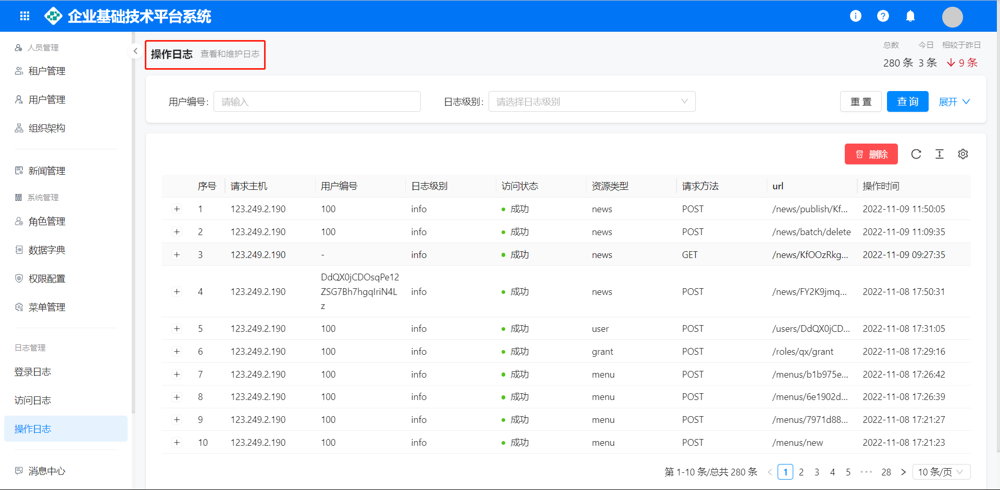 企业基础技术平台系统
人员管理
租户管理
用户管理
组织架构
新闻管理
系统管理
角色管理
数据字典
权限配置
菜单管理
日志管理
登录日志
访问日志
操作日志
消息中心
操作日志 查看和维护日志
总数 今日 相较于昨日
280 条 3 条 9 条
用户编号: 请输入 日志级别: 请选择日志级别 重 置 查 询 展开
删除
序号 请求主机 用户编号 日志级别 访问状态 资源类型 请求方法 url 操作时间
1 123.249.2.190 100 info 成功 news POST /news/publish/Kf... 2022-11-09 11:50:05
2 123.249.2.190 100 info 成功 news POST /news/batch/delete 2022-11-09 11:09:35
3 123.249.2.190 - info 成功 news GET /news/KfOOzRkg... 2022-11-09 09:27:35
4 123.249.2.190 DdQX0jCDOsqPe12ZSG7Bh7hgqIriN4Lz info 成功 news POST /news/FY2K9jmq... 2022-11-08 17:50:31
5 123.249.2.190 100 info 成功 user POST /users/DdQX0jCD... 2022-11-08 17:31:05
6 123.249.2.190 100 info 成功 grant POST /roles/qx/grant 2022-11-08 17:29:16
7 123.249.2.190 100 info 成功 menu POST /menus/b1b975e... 2022-11-08 17:26:42
8 123.249.2.190 100 info 成功 menu POST /menus/6e1902d... 2022-11-08 17:26:39
9 123.249.2.190 100 info 成功 menu POST /menus/7971d88... 2022-11-08 17:21:27
10 123.249.2.190 100 info 成功 menu POST /menus/new 2022-11-08 17:21:23
第 1-10 条/总共 280 条 1 2 3 4 5 ••• 28 10 条/页